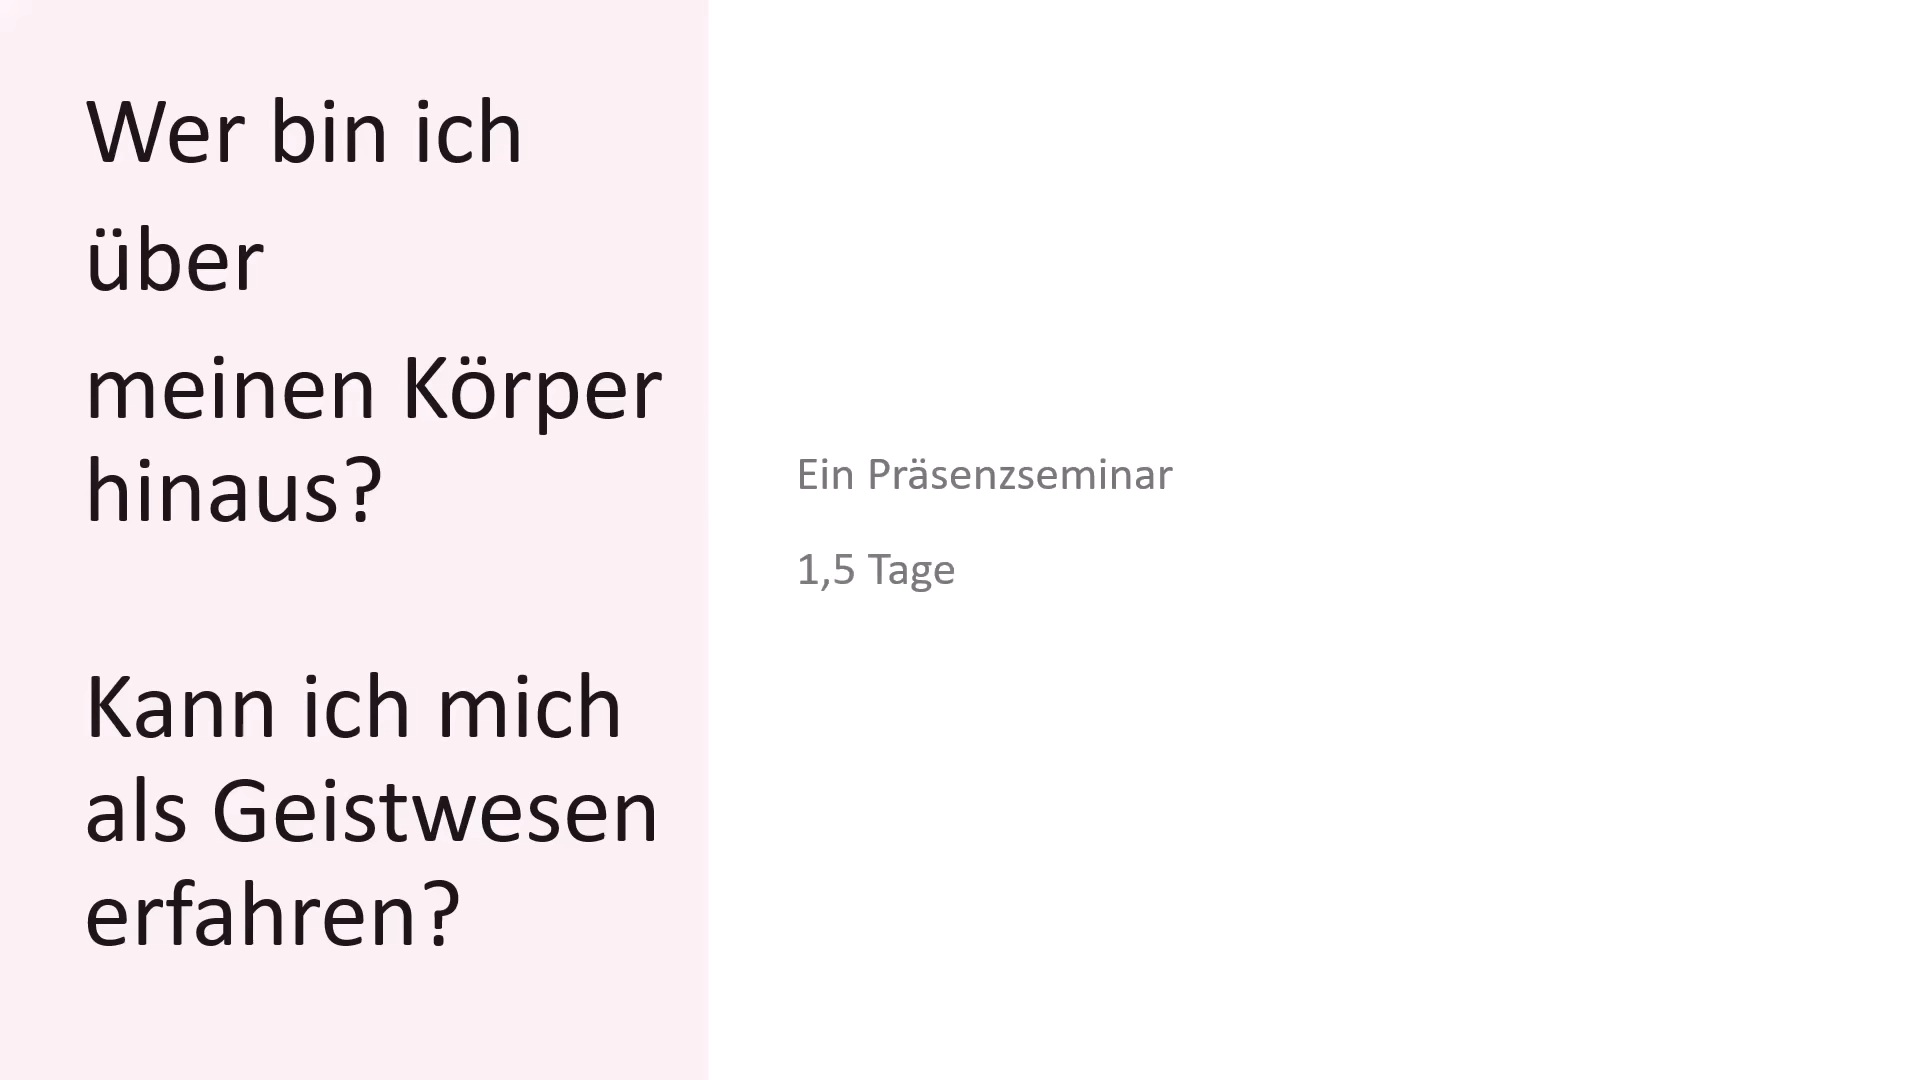 Wer bin ich
über
meinen Körper
hinaus?
Kann ich mich
als Geistwesen
erfahren?
Ein Präsenzseminar
1,5 Tage